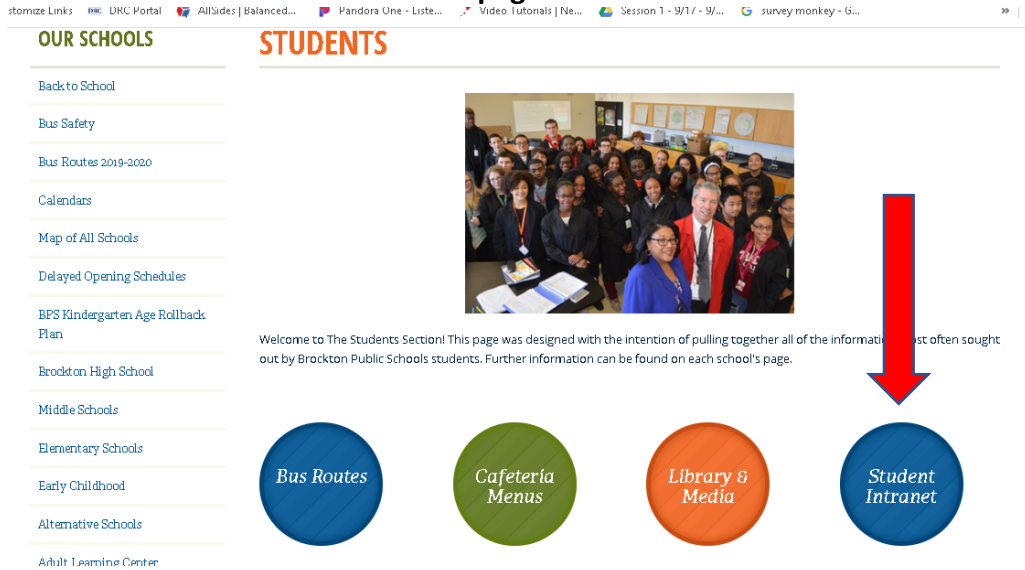 page
stomize Links DRC Portal AllSides | Balanced... Pandora One - Liste... Video Tutorials | Ne... Session 1 - 9/17 - 9/... survey monkey - G... »
OUR SCHOOLS
Back to School
Bus Safety
Bus Routes 2019-2020
Calendars
Map of All Schools
Delayed Opening Schedules
BPS Kindergarten Age Rollback
Plan
Brockton High School
Middle Schools
Elementary Schools
Early Childhood
Alternative Schools
Adult Learning Center
STUDENTS
Welcome to The Students Section! This page was designed with the intention of pulling together all of the informati ost often sought
out by Brockton Public Schools students. Further information can be found on each school's page.
Bus Routes
Cafeteria
Menus
Library &
Media
Student
Intranet